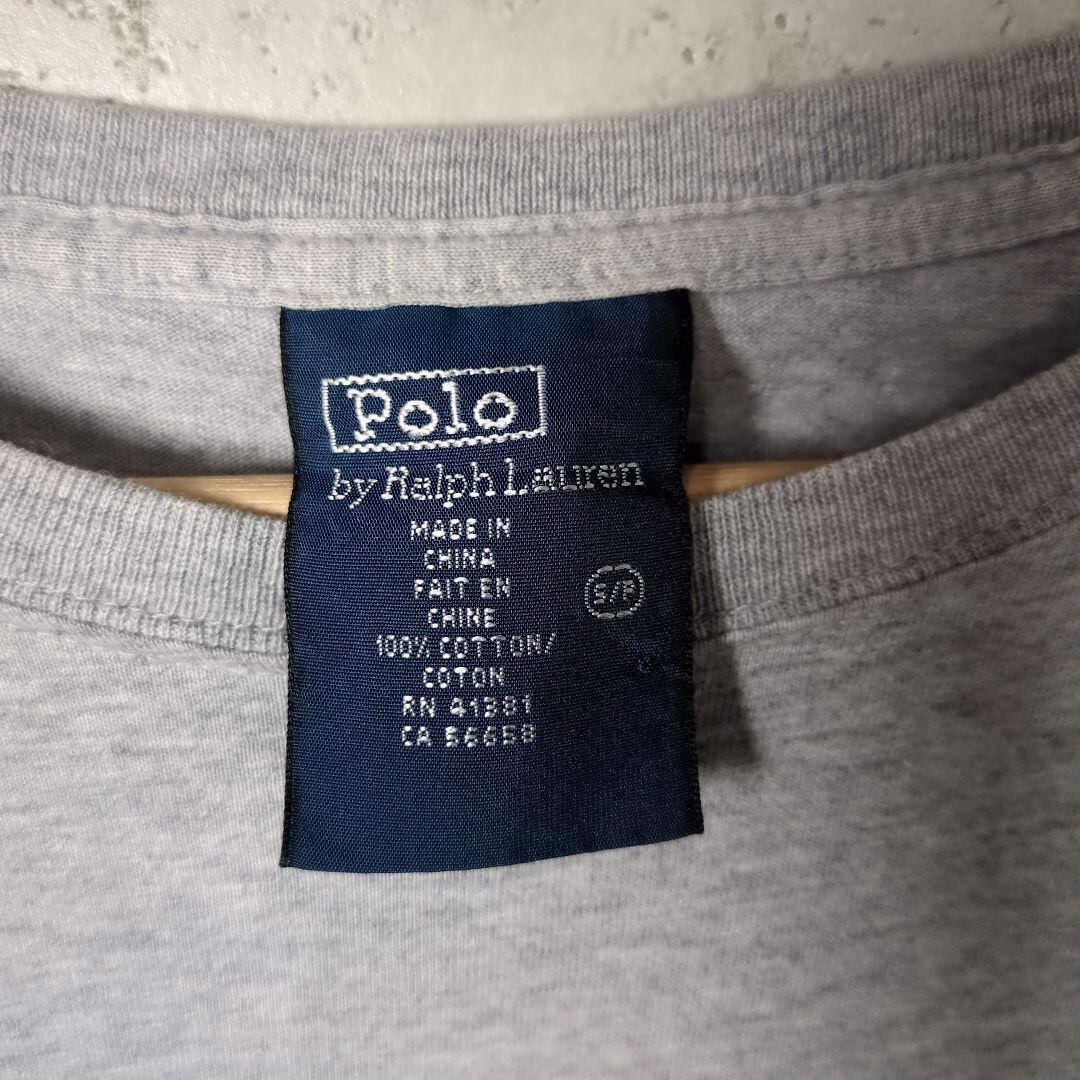 Polo
by Ralph Lauren
MADE IN
CHINA
FAIT EN
CHINE
S/P
100% COTTON/
COTON
RN 41381
CA 56658